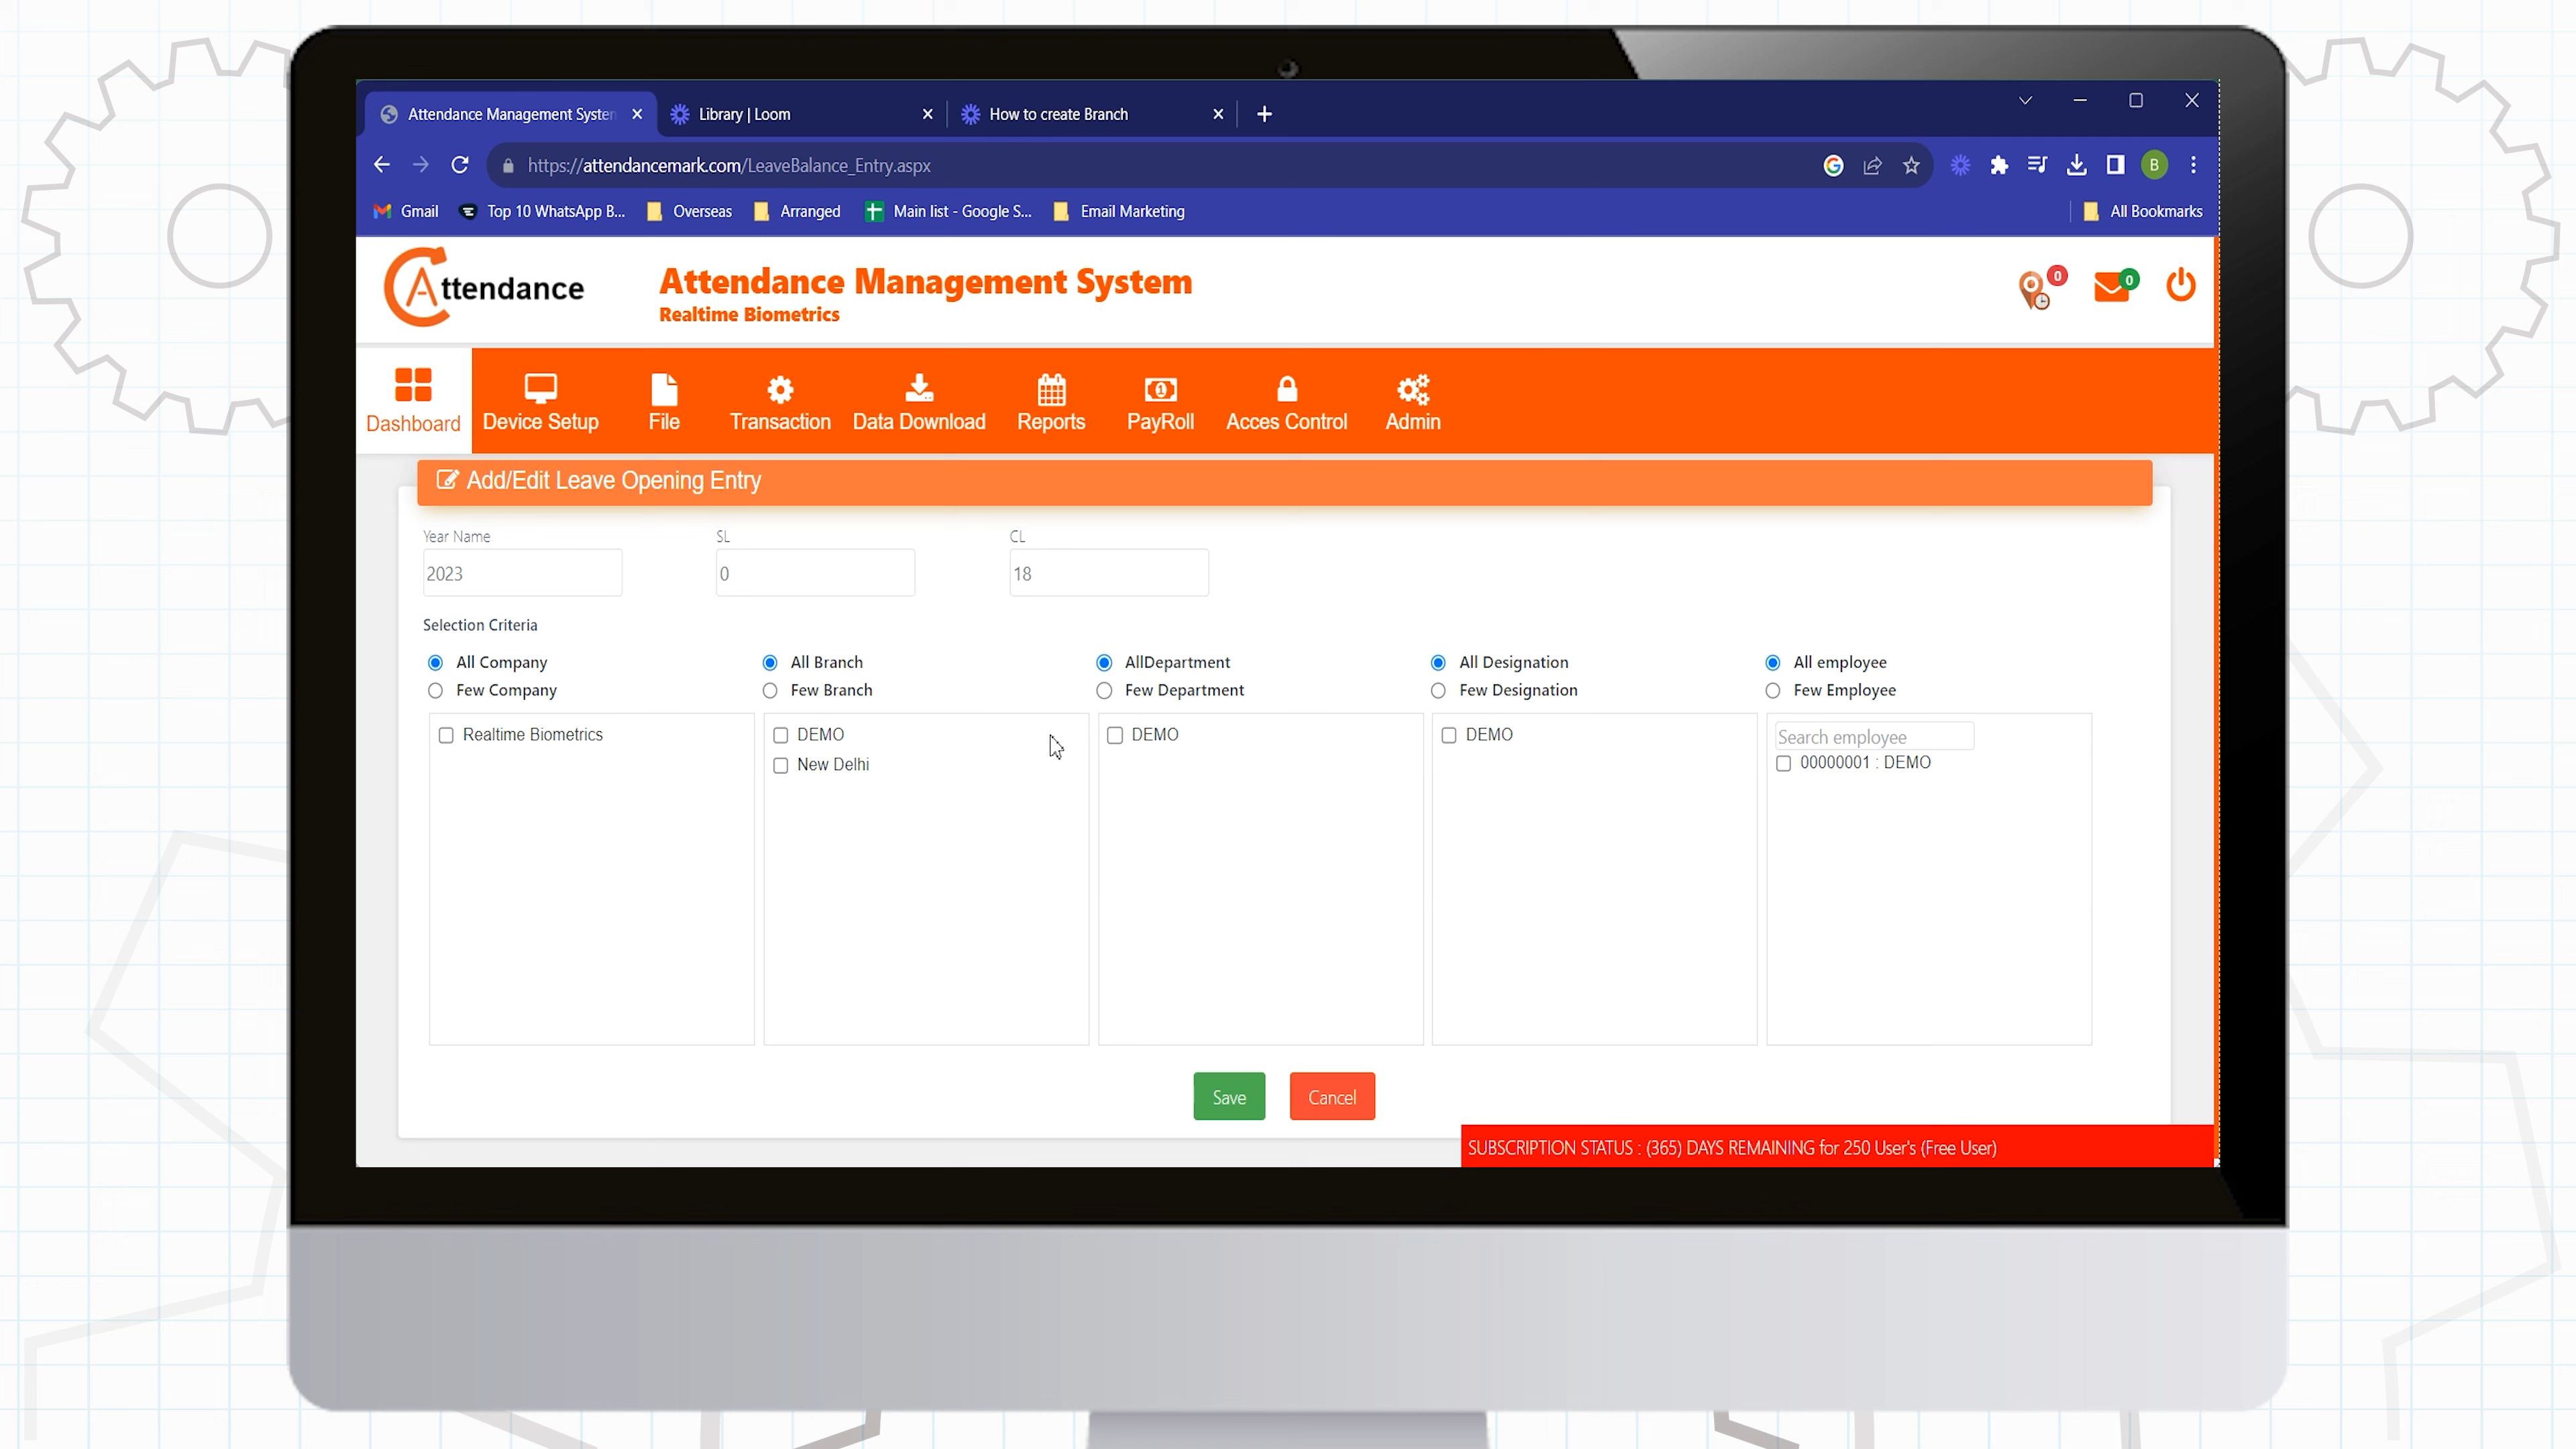 Attendance Management System
Library | Loom
How to create Branch
https://attendancemark.com/LeaveBalance_Entry.aspx
B
Gmail
Top 10 WhatsApp B...
Overseas
Arranged
Main list - Google S...
Email Marketing
All Bookmarks
Attendance
Attendance Management System
Realtime Biometrics
0
0
Dashboard
Device Setup
File
Transaction
Data Download
Reports
PayRoll
Acces Control
Admin
Add/Edit Leave Opening Entry
Year Name
SL
CL
2023
0
18
Selection Criteria
All Company
All Branch
AllDepartment
All Designation
All employee
Few Company
Few Branch
Few Department
Few Designation
Few Employee
Realtime Biometrics
DEMO
DEMO
DEMO
Search employee
New Delhi
00000001 : DEMO
Save
Cancel
SUBSCRIPTION STATUS : (365) DAYS REMAINING for 250 User's (Free User)